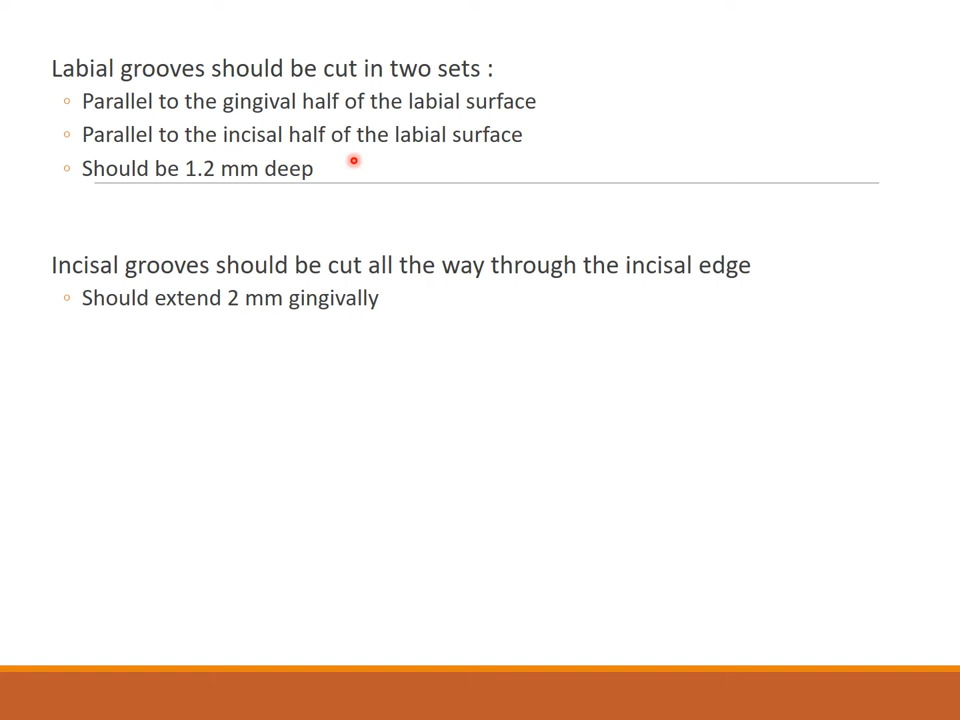 Labial grooves should be cut in two sets :
◦ Parallel to the gingival half of the labial surface
◦ Parallel to the incisal half of the labial surface
◦ Should be 1.2 mm deep
Incisal grooves should be cut all the way through the incisal edge
◦ Should extend 2 mm gingivally